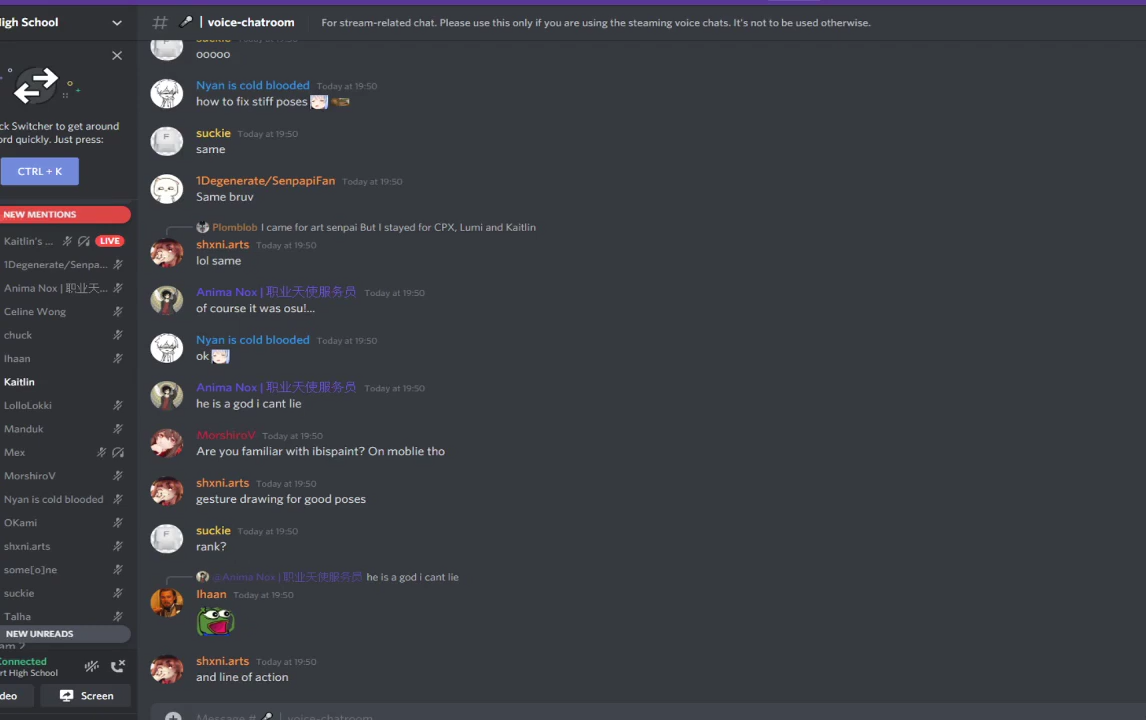 High School
| voice-chatroom
For stream-related chat. Please use this only if you are using the steaming voice chats. It's not to be used otherwise.
ck Switcher to get around
ord quickly. Just press:
CTRL + K
NEW MENTIONS
Kaitlin's ...
LIVE
1Degenerate/Senpa...
Anima Nox | 职业天...
Celine Wong
chuck
Ihaan
Kaitlin
LolloLokki
Manduk
Mex
MorshiroV
Nyan is cold blooded
OKami
shxni.arts
some[o]ne
suckie
Talha
NEW UNREADS
Connected
rt High School
deo
Screen
suckie Today at 19:50
ooooo
Nyan is cold blooded Today at 19:50
how to fix stiff poses
suckie Today at 19:50
same
1Degenerate/SenpapiFan Today at 19:50
Same bruv
Plomblob I came for art senpai But I stayed for CPX, Lumi and Kaitlin
shxni.arts Today at 19:50
lol same
Anima Nox | 职业天使服务员 Today at 19:50
of course it was osu!...
Nyan is cold blooded Today at 19:50
ok
Anima Nox | 职业天使服务员 Today at 19:50
he is a god i cant lie
MorshiroV Today at 19:50
Are you familiar with ibispaint? On moblie tho
shxni.arts Today at 19:50
gesture drawing for good poses
suckie Today at 19:50
rank?
@Anima Nox | 职业天使服务员 he is a god i cant lie
Ihaan Today at 19:50
shxni.arts Today at 19:50
and line of action
Message # | voice-chatroom